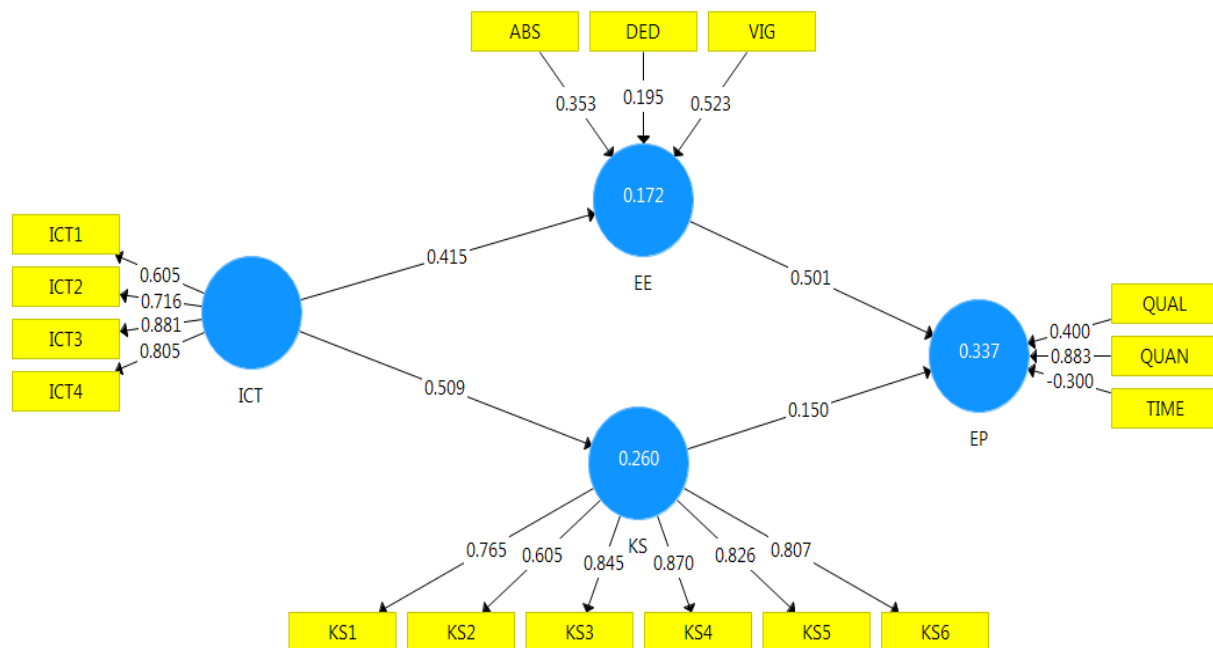 ABS
DED
VIG
0.353
0.195
0.523
0.172
EE
ICT1
ICT2
ICT3
ICT4
0.605
0.716
0.881
0.805
ICT
0.415
0.509
0.501
0.150
0.337
EP
QUAL
QUAN
TIME
0.400
0.883
-0.300
0.260
KS
0.765
0.605
0.845
0.870
0.826
0.807
KS1
KS2
KS3
KS4
KS5
KS6